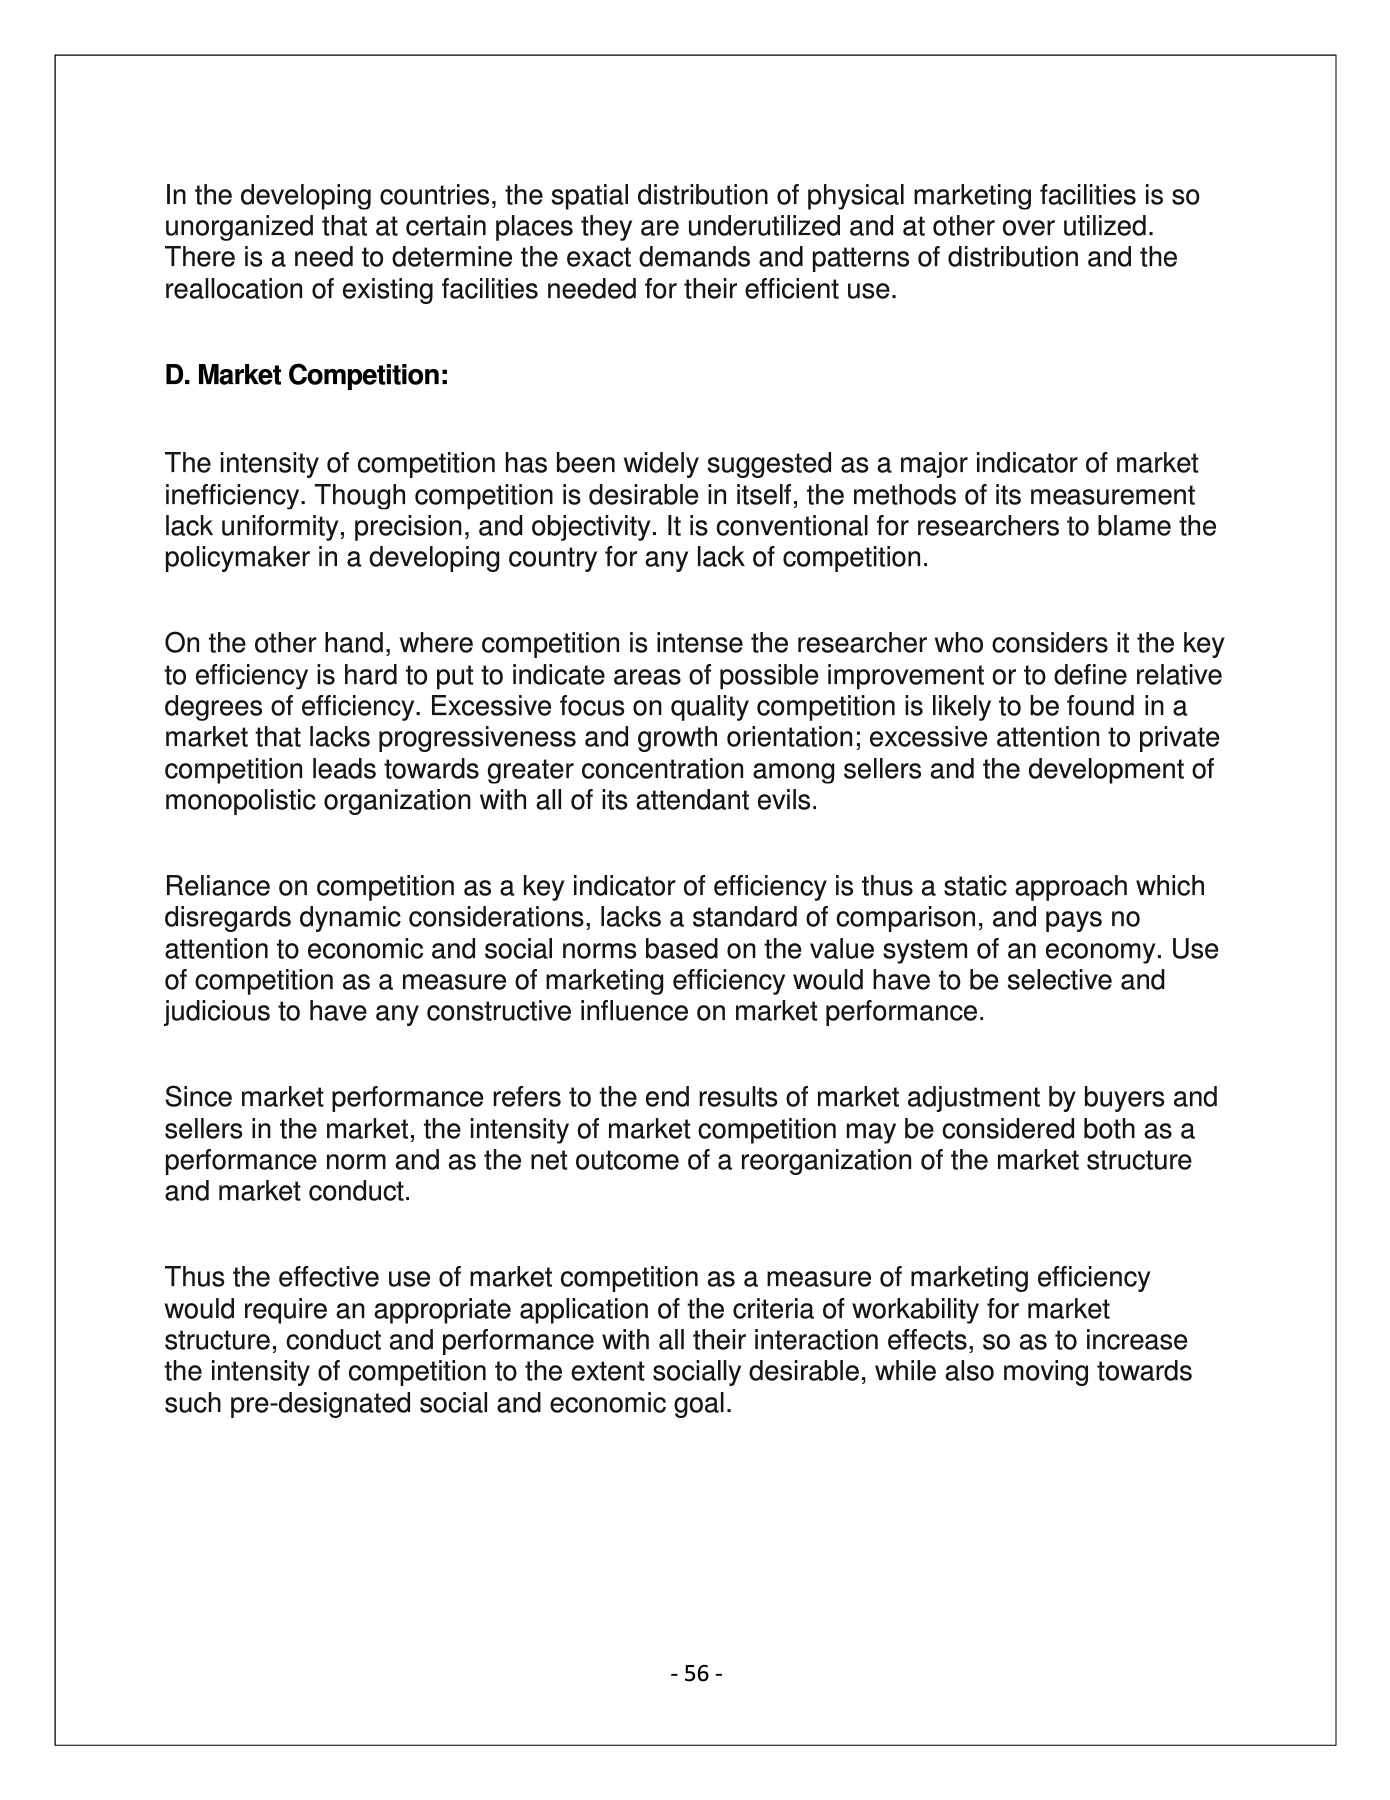 In the developing countries, the spatial distribution of physical marketing facilities is so
unorganized that at certain places they are underutilized and at other over utilized.
There is a need to determine the exact demands and patterns of distribution and the
reallocation of existing facilities needed for their efficient use.
D. Market Competition:
The intensity of competition has been widely suggested as a major indicator of market
inefficiency. Though competition is desirable in itself, the methods of its measurement
lack uniformity, precision, and objectivity. It is conventional for researchers to blame the
policymaker in a developing country for any lack of competition.
On the other hand, where competition is intense the researcher who considers it the key
to efficiency is hard to put to indicate areas of possible improvement or to define relative
degrees of efficiency. Excessive focus on quality competition is likely to be found in a
market that lacks progressiveness and growth orientation; excessive attention to private
competition leads towards greater concentration among sellers and the development of
monopolistic organization with all of its attendant evils.
Reliance on competition as a key indicator of efficiency is thus a static approach which
disregards dynamic considerations, lacks a standard of comparison, and pays no
attention to economic and social norms based on the value system of an economy. Use
of competition as a measure of marketing efficiency would have to be selective and
judicious to have any constructive influence on market performance.
Since market performance refers to the end results of market adjustment by buyers and
sellers in the market, the intensity of market competition may be considered both as a
performance norm and as the net outcome of a reorganization of the market structure
and market conduct.
Thus the effective use of market competition as a measure of marketing efficiency
would require an appropriate application of the criteria of workability for market
structure, conduct and performance with all their interaction effects, so as to increase
the intensity of competition to the extent socially desirable, while also moving towards
such pre-designated social and economic goal.
- 56 -